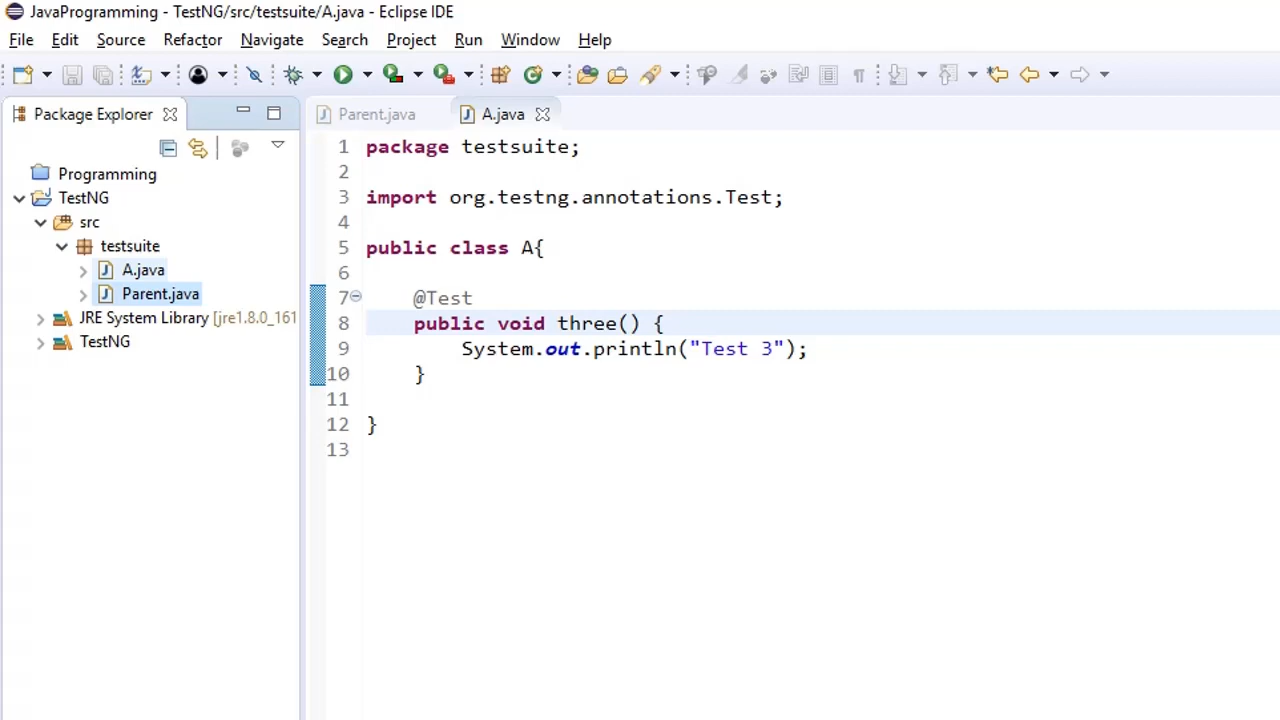 JavaProgramming - TestNG/src/testsuite/A.java - Eclipse IDE
File Edit Source Refactor Navigate Search Project Run Window Help
Package Explorer
Programming
TestNG
src
testsuite
A.java
Parent.java
JRE System Library [jre1.8.0_161
TestNG
Parent.java A.java
1 package testsuite;
2
3 import org.testng.annotations.Test;
4
5 public class A{
6
7 @Test
8 public void three() {
9 System.out.println("Test 3");
10 }
11
12 }
13